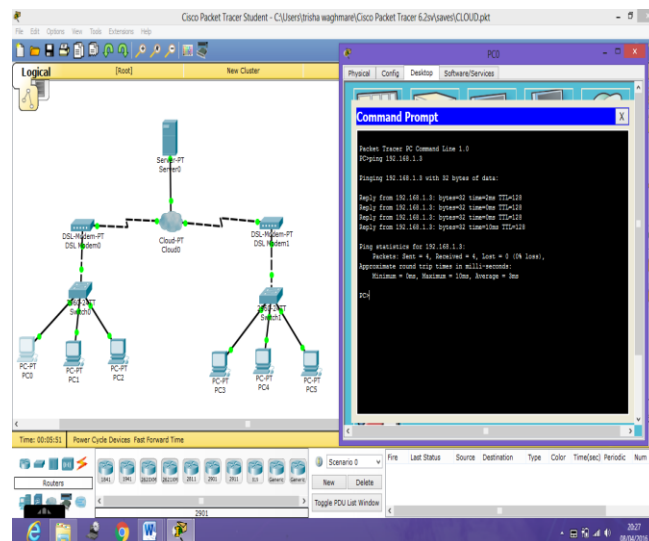 Cisco Packet Tracer Student - C:\Users\trisha waghmare\Cisco Packet Tracer 6.2sv\saves\CLOUD.pkt
File Edit Options View Tools Extensions Help
Logical [Root] New Cluster
Server-PT
Server0
DSL-Modem-PT
DSL Modem0
Cloud-PT
Cloud0
DSL-Modem-PT
DSL Modem1
Switch0
Switch1
PC-PT
PC0
PC-PT
PC1
PC-PT
PC2
PC-PT
PC3
PC-PT
PC4
PC-PT
PC5
PC0
Physical Config Desktop Software/Services
Command Prompt X
Packet Tracer PC Command Line 1.0
PC>ping 192.168.1.3
Pinging 192.168.1.3 with 32 bytes of data:
Reply from 192.168.1.3: bytes=32 time=2ms TTL=128
Reply from 192.168.1.3: bytes=32 time=0ms TTL=128
Reply from 192.168.1.3: bytes=32 time=0ms TTL=128
Reply from 192.168.1.3: bytes=32 time=10ms TTL=128
Ping statistics for 192.168.1.3:
Packets: Sent = 4, Received = 4, Lost = 0 (0% loss),
Approximate round trip times in milli-seconds:
Minimum = 0ms, Maximum = 10ms, Average = 3ms
PC>
Time: 00:05:51 Power Cycle Devices Fast Forward Time
Routers
1841 1941 2620XM 2621XM 2811 2901 2911 Generic Generic
2901
Scenario 0
New Delete
Toggle PDU List Window
Fire Last Status Source Destination Type Color Time(sec) Periodic Num
20:27
08/04/2016